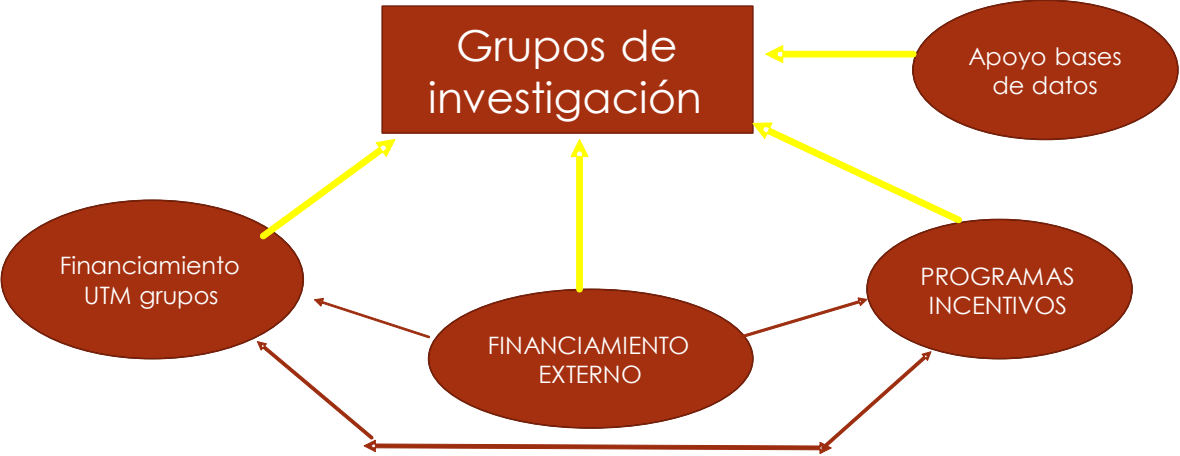 Grupos de
investigación
Apoyo bases
de datos
Financiamiento
UTM grupos
FINANCIAMIENTO
EXTERNO
PROGRAMAS
INCENTIVOS